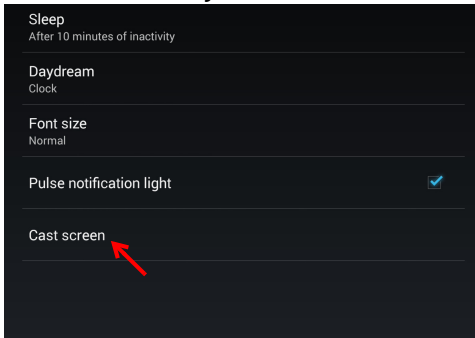 Sleep
After 10 minutes of inactivity
Daydream
Clock
Font size
Normal
Pulse notification light
Cast screen